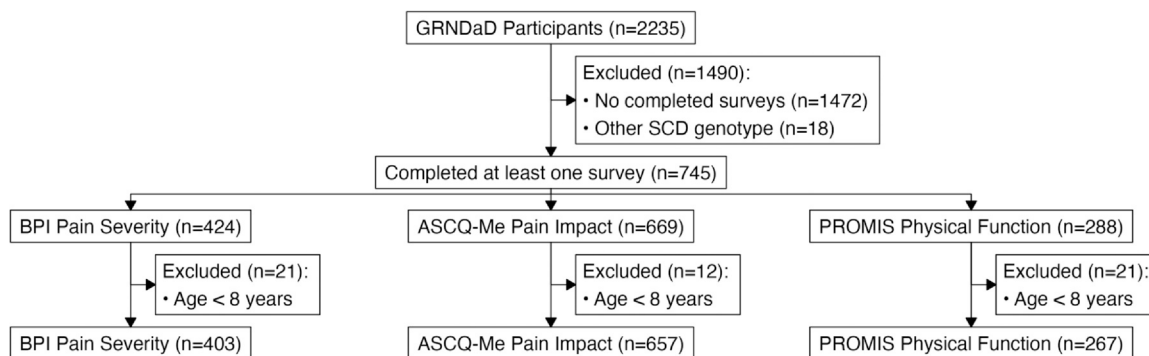 GRNDaD Participants (n=2235)
Excluded (n=1490):
• No completed surveys (n=1472)
• Other SCD genotype (n=18)
Completed at least one survey (n=745)
BPI Pain Severity (n=424)
ASCQ-Me Pain Impact (n=669)
PROMIS Physical Function (n=288)
Excluded (n=21):
• Age < 8 years
Excluded (n=12):
• Age < 8 years
Excluded (n=21):
• Age < 8 years
BPI Pain Severity (n=403)
ASCQ-Me Pain Impact (n=657)
PROMIS Physical Function (n=267)